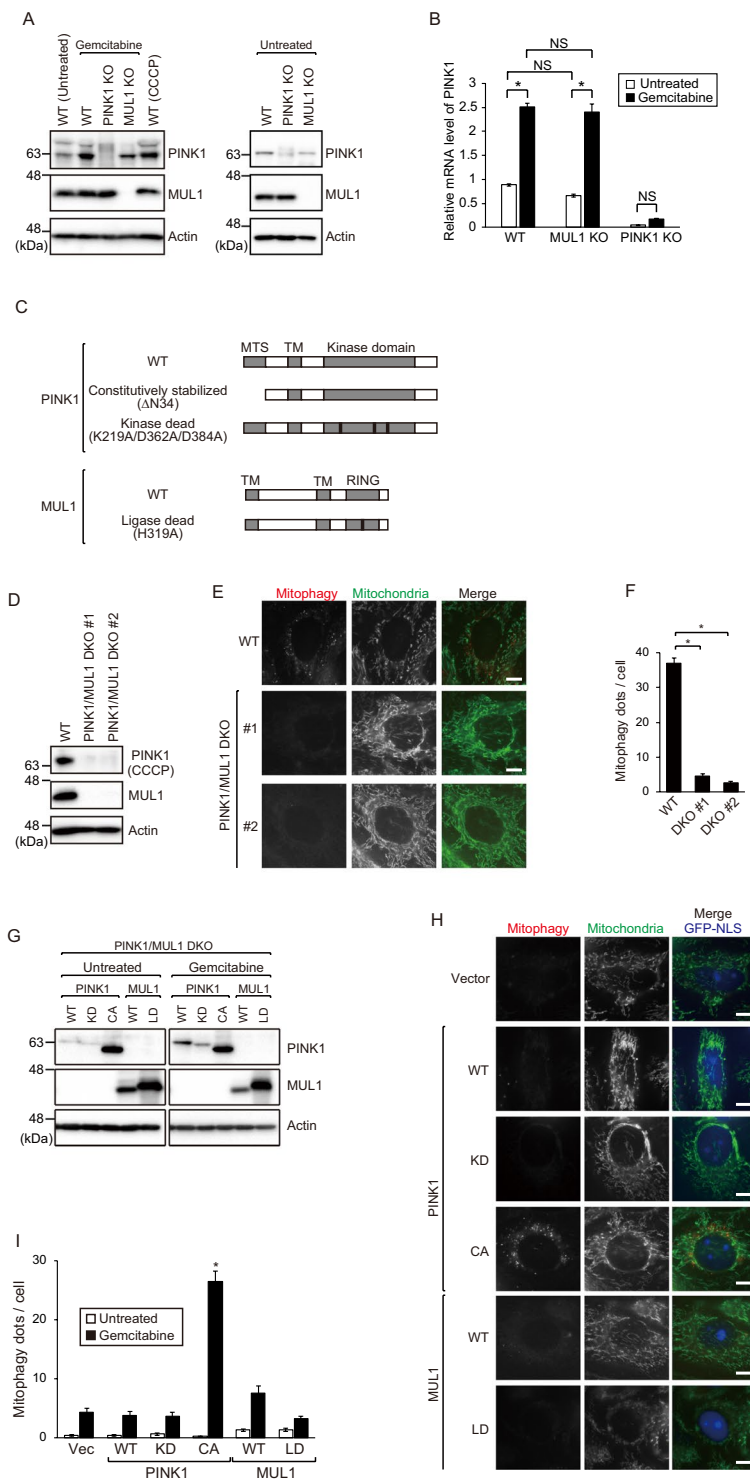 A
Gemcitabine
WT (Untreated)
WT
PINK1 KO
MUL1 KO
WT (CCCP)
63
PINK1
48
MUL1
48
(kDa)
Actin
Untreated
WT
PINK1 KO
MUL1 KO
63
PINK1
48
MUL1
48
(kDa)
Actin
B
NS
NS
* *
NS
Untreated
Gemcitabine
Relative mRNA level of PINK1
3
2.5
2
1.5
1
0.5
0
WT MUL1 KO PINK1 KO
C
MTS TM Kinase domain
PINK1
WT
Constitutively stabilized
(ΔN34)
Kinase dead
(K219A/D362A/D384A)
TM TM RING
MUL1
WT
Ligase dead
(H319A)
D
WT
PINK1/MUL1 DKO #1
PINK1/MUL1 DKO #2
63
PINK1
(CCCP)
48
MUL1
48
(kDa)
Actin
E
Mitophagy Mitochondria Merge
WT
PINK1/MUL1 DKO
#1
#2
F
*
*
Mitophagy dots / cell
40
30
20
10
0
WT
DKO #1
DKO #2
G
PINK1/MUL1 DKO
Untreated Gemcitabine
PINK1 MUL1 PINK1 MUL1
WT KD CA WT LD WT KD CA WT LD
63
PINK1
48
MUL1
48
(kDa)
Actin
H
Mitophagy Mitochondria Merge
GFP-NLS
Vector
PINK1
WT
KD
CA
MUL1
WT
LD
I
Mitophagy dots / cell
30
20
10
0
*
Untreated
Gemcitabine
Vec WT KD CA WT LD
PINK1 MUL1